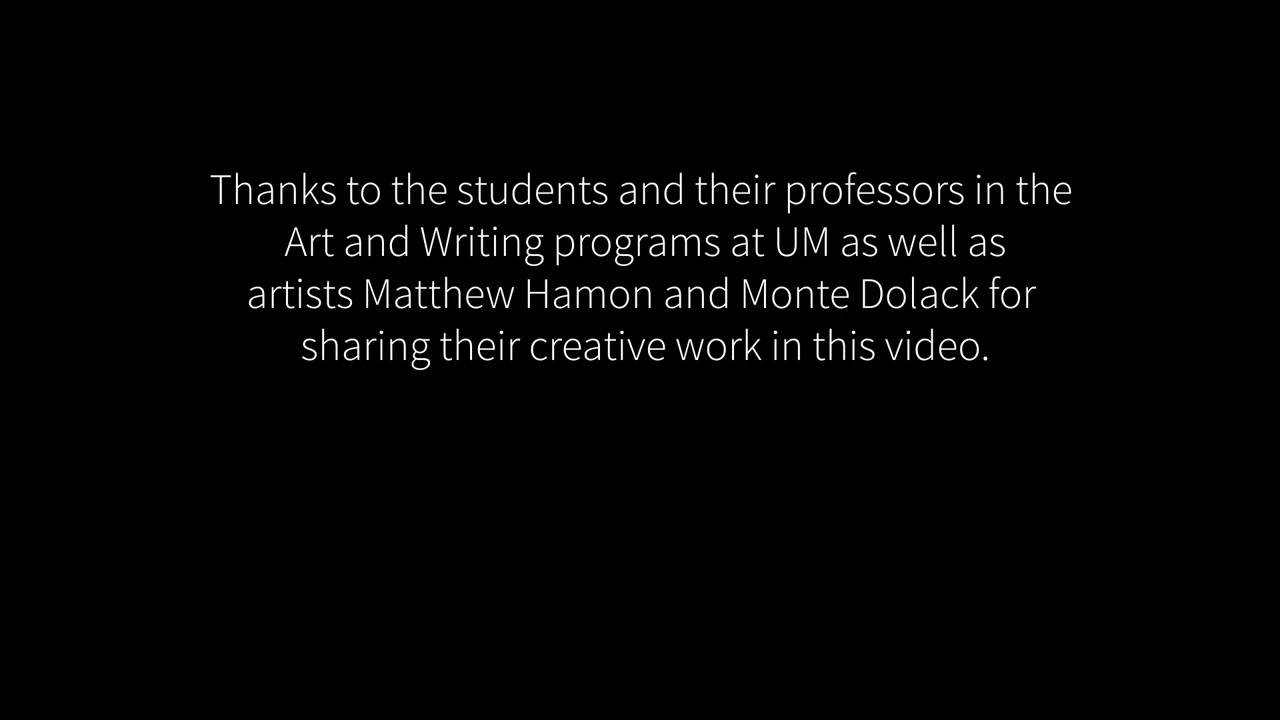 Thanks to the students and their professors in the
Art and Writing programs at UM as well as
artists Matthew Hamon and Monte Dolack for
sharing their creative work in this video.